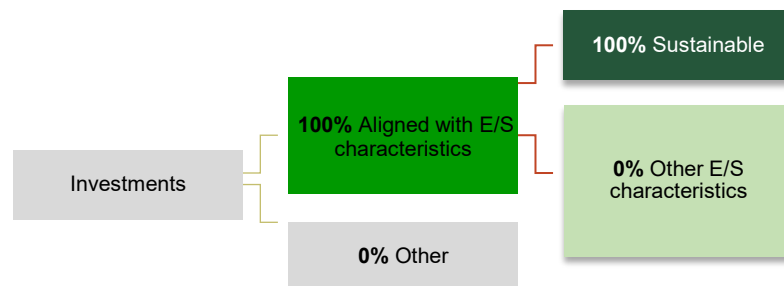 100% Sustainable
100% Aligned with E/S
characteristics
Investments
0% Other E/S
characteristics
0% Other